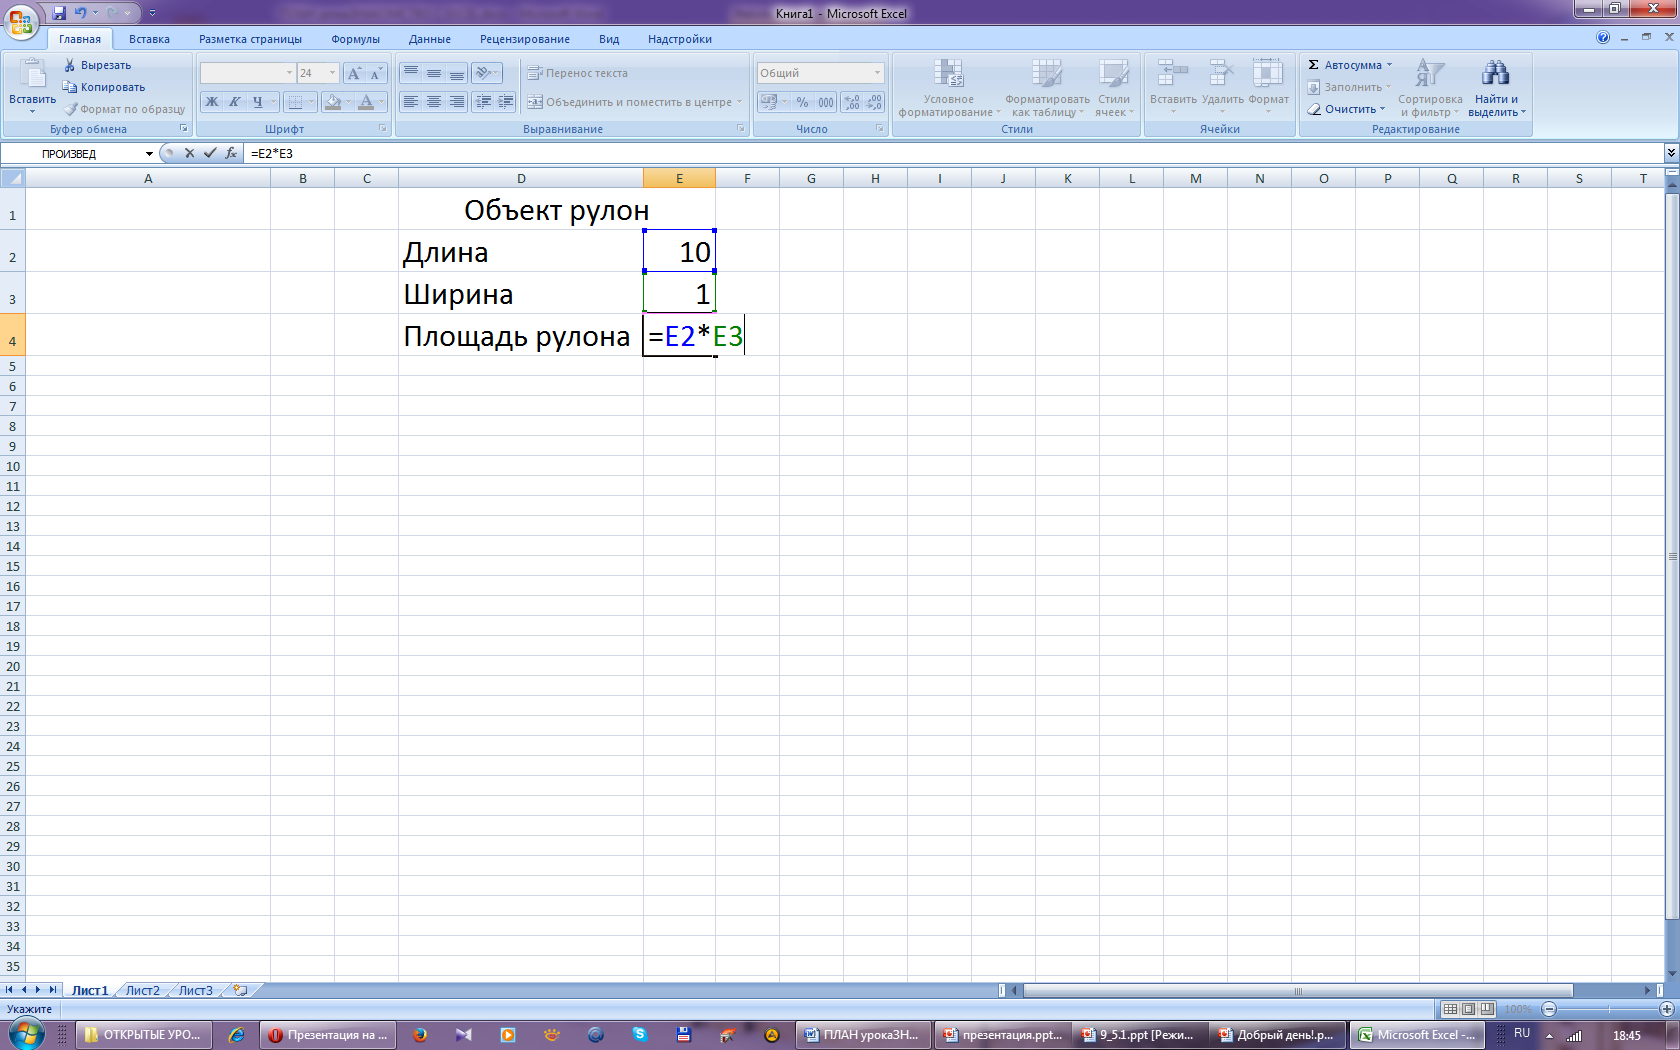 Книга1 - Microsoft Excel
Главная Вставка Разметка страницы Формулы Данные Рецензирование Вид Надстройки
Вставить
Вырезать
Копировать
Формат по образцу
Буфер обмена
24
Ж К Ч
Шрифт
Перенос текста
Объединить и поместить в центре
Выравнивание
Общий
% 000
Число
Условное форматирование
Форматировать как таблицу
Стили ячеек
Стили
Вставить Удалить Формат
Ячейки
Σ Автосумма
Заполнить
Очистить
Сортировка и фильтр
Найти и выделить
Редактирование
ПРОИЗВЕД fx =E2*E3
A B C D E F G H I J K L M N O P Q R S T
1 Объект рулон
2 Длина 10
3 Ширина 1
4 Площадь рулона =E2*E3
5
6
7
8
9
10
11
12
13
14
15
16
17
18
19
20
21
22
23
24
25
26
27
28
29
30
31
32
33
34
35
Лист1 Лист2 Лист3
Укажите 100%
ОТКРЫТЫЕ УРО... Презентация на ... ПЛАН урокаЗН... презентация.ppt... 9_5.1.ppt [Режи... Добрый день!.p... Microsoft Excel -... RU 18:45